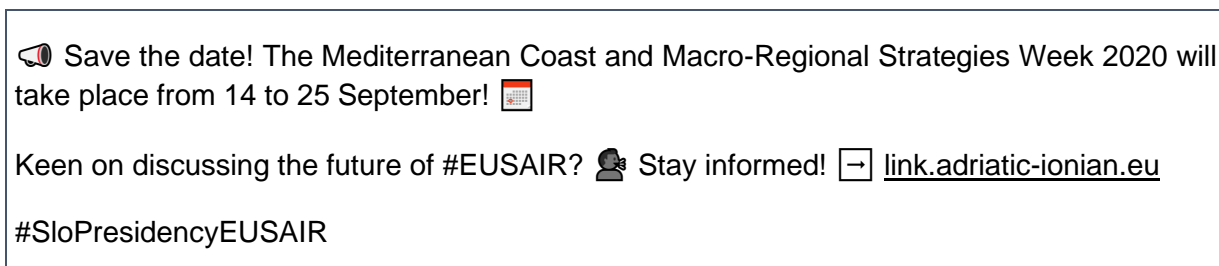 📣 Save the date! The Mediterranean Coast and Macro-Regional Strategies Week 2020 will
take place from 14 to 25 September! 📅
Keen on discussing the future of #EUSAIR? 🗣 Stay informed! ➡ link.adriatic-ionian.eu
#SloPresidencyEUSAIR